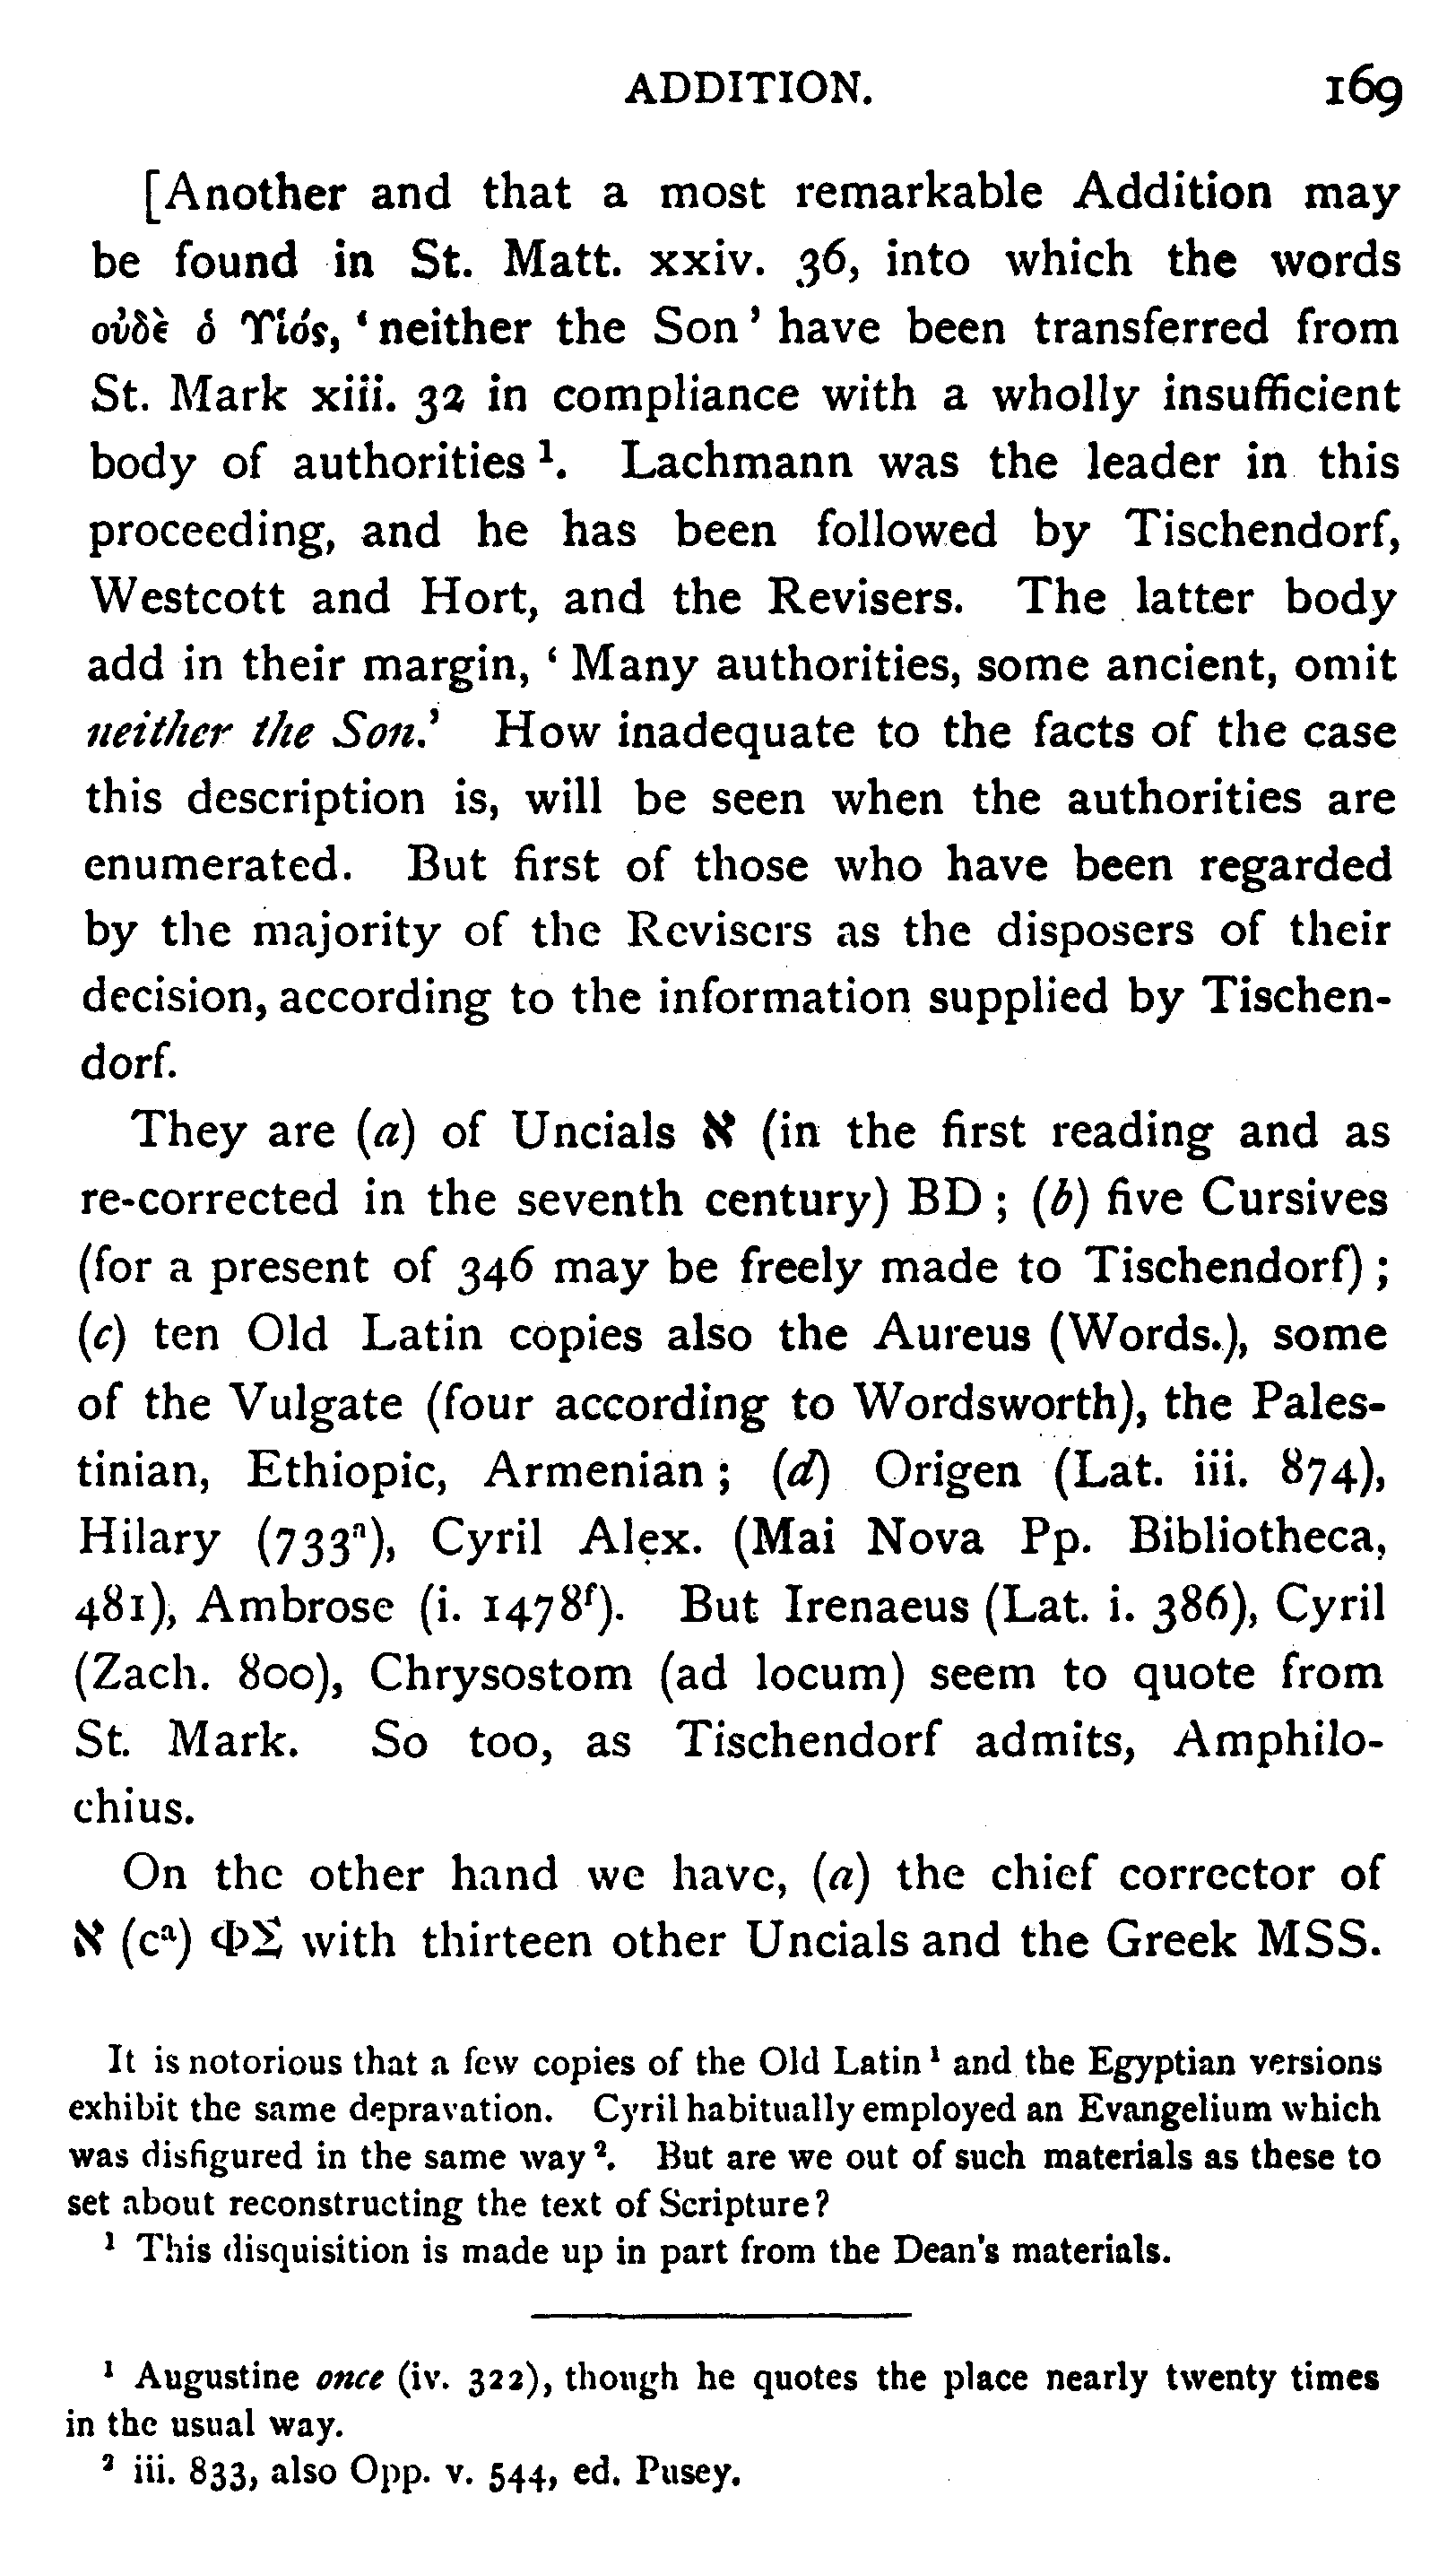 ADDITION. 169
[Another and that a most remarkable Addition may
be found in St. Matt. xxiv. 36, into which the words
οὐδὲ ὁ Υἱός, ‘neither the Son’ have been transferred from
St. Mark xiii. 32 in compliance with a wholly insufficient
body of authorities ¹. Lachmann was the leader in this
proceeding, and he has been followed by Tischendorf,
Westcott and Hort, and the Revisers. The latter body
add in their margin, ‘Many authorities, some ancient, omit
neither the Son.’ How inadequate to the facts of the case
this description is, will be seen when the authorities are
enumerated. But first of those who have been regarded
by the majority of the Revisers as the disposers of their
decision, according to the information supplied by Tischen-
dorf.
They are (a) of Uncials א (in the first reading and as
re-corrected in the seventh century) BD ; (b) five Cursives
(for a present of 346 may be freely made to Tischendorf) ;
(c) ten Old Latin copies also the Aureus (Words.), some
of the Vulgate (four according to Wordsworth), the Pales-
tinian, Ethiopic, Armenian ; (d) Origen (Lat. iii. 874),
Hilary (733ⁿ), Cyril Alex. (Mai Nova Pp. Bibliotheca,
481), Ambrose (i. 1478ᶠ). But Irenaeus (Lat. i. 386), Cyril
(Zach. 800), Chrysostom (ad locum) seem to quote from
St. Mark. So too, as Tischendorf admits, Amphilo-
chius.
On the other hand we have, (a) the chief corrector of
א (cᵃ) ΦΣ with thirteen other Uncials and the Greek MSS.
It is notorious that a few copies of the Old Latin ¹ and the Egyptian versions
exhibit the same depravation. Cyril habitually employed an Evangelium which
was disfigured in the same way ². But are we out of such materials as these to
set about reconstructing the text of Scripture?
¹ This disquisition is made up in part from the Dean's materials.
¹ Augustine once (iv. 322), though he quotes the place nearly twenty times
in the usual way.
² iii. 833, also Opp. v. 544, ed. Pusey.